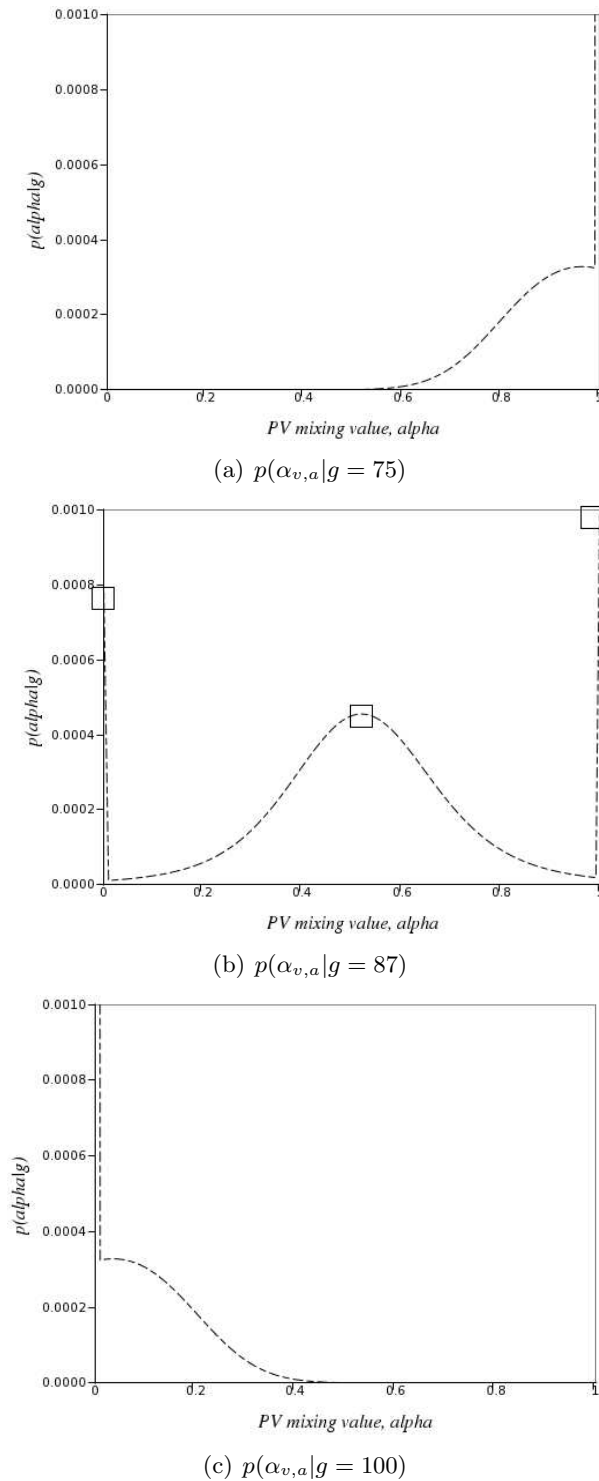 0.0010
0.0008
0.0006
0.0004
0.0002
0.0000
p(alpha|g)
0 0.2 0.4 0.6 0.8 1
PV mixing value, alpha
(a) p(αv,a|g = 75)
0.0010
0.0008
0.0006
0.0004
0.0002
0.0000
p(alpha|g)
0 0.2 0.4 0.6 0.8 1
PV mixing value, alpha
(b) p(αv,a|g = 87)
0.0010
0.0008
0.0006
0.0004
0.0002
0.0000
p(alpha|g)
0 0.2 0.4 0.6 0.8 1
PV mixing value, alpha
(c) p(αv,a|g = 100)